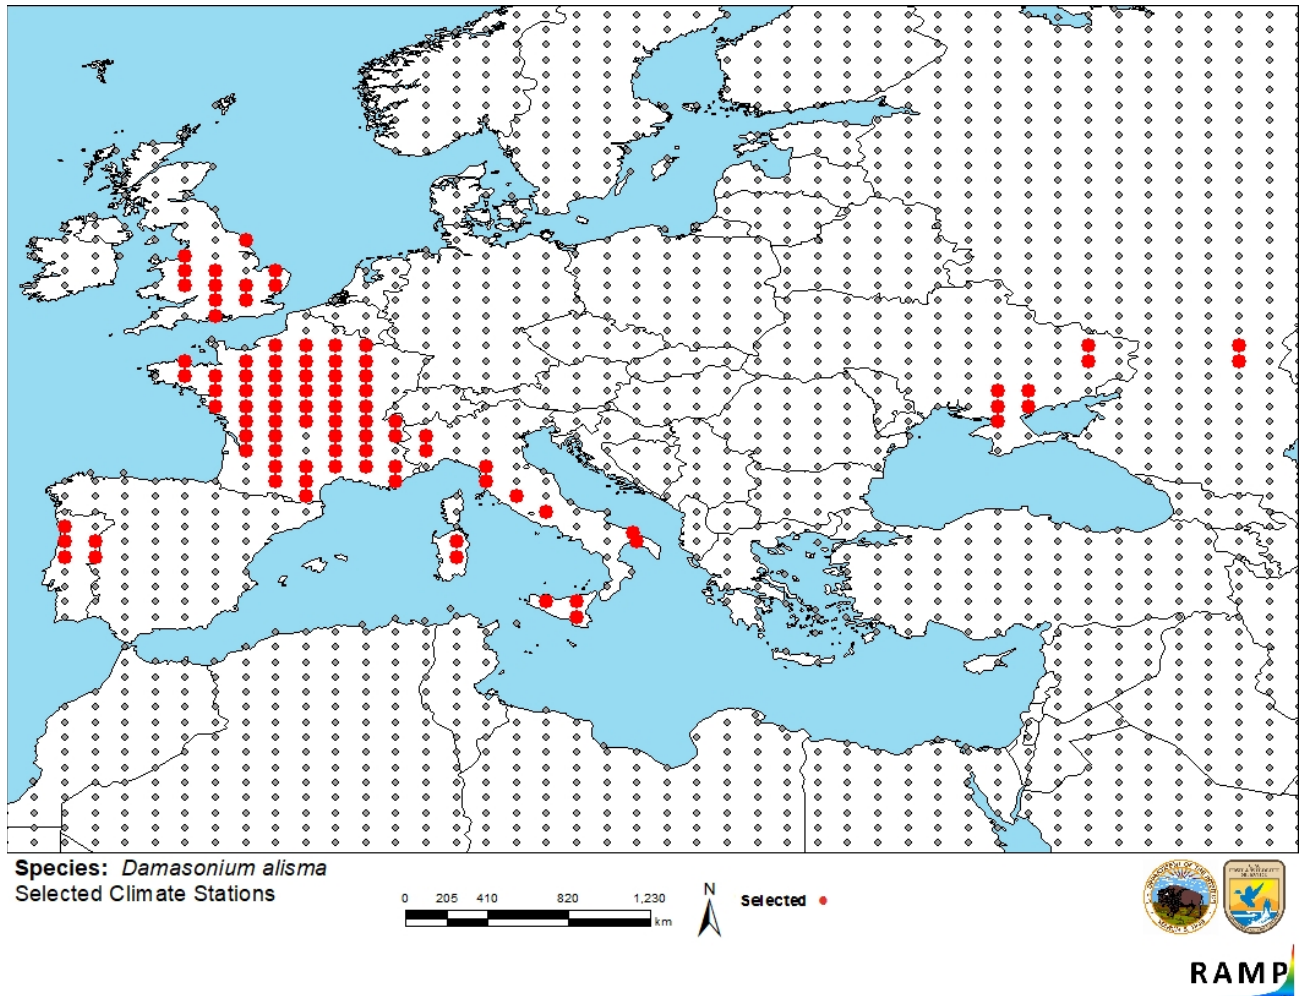 Species: Damasonium alisma
Selected Climate Stations
0 205 410 820 1,230
km
N
Selected
RAMP